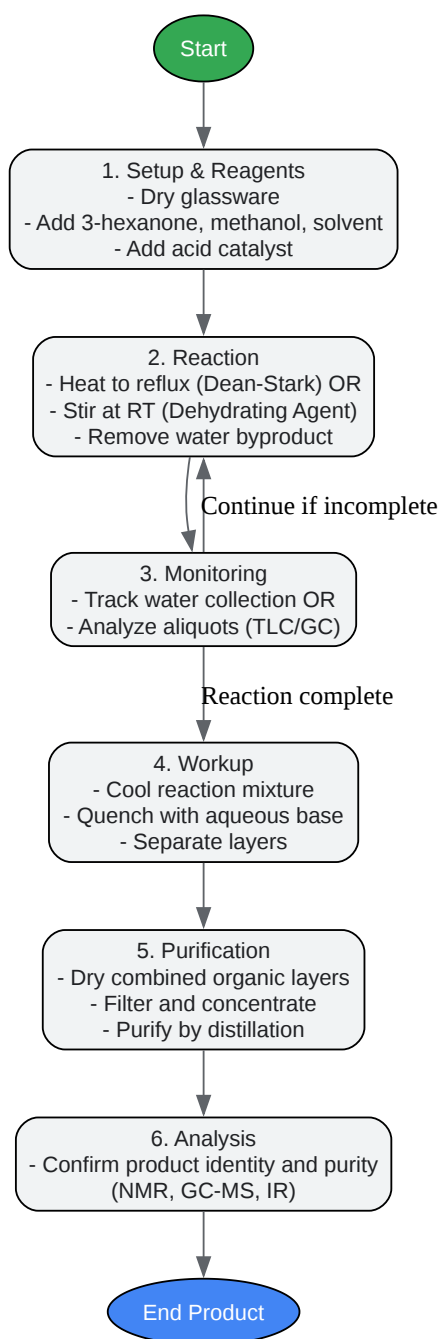 Start
1. Setup & Reagents
- Dry glassware
- Add 3-hexanone, methanol, solvent
- Add acid catalyst
2. Reaction
- Heat to reflux (Dean-Stark) OR
- Stir at RT (Dehydrating Agent)
- Remove water byproduct
Continue if incomplete
3. Monitoring
- Track water collection OR
- Analyze aliquots (TLC/GC)
Reaction complete
4. Workup
- Cool reaction mixture
- Quench with aqueous base
- Separate layers
5. Purification
- Dry combined organic layers
- Filter and concentrate
- Purify by distillation
6. Analysis
- Confirm product identity and purity
(NMR, GC-MS, IR)
End Product